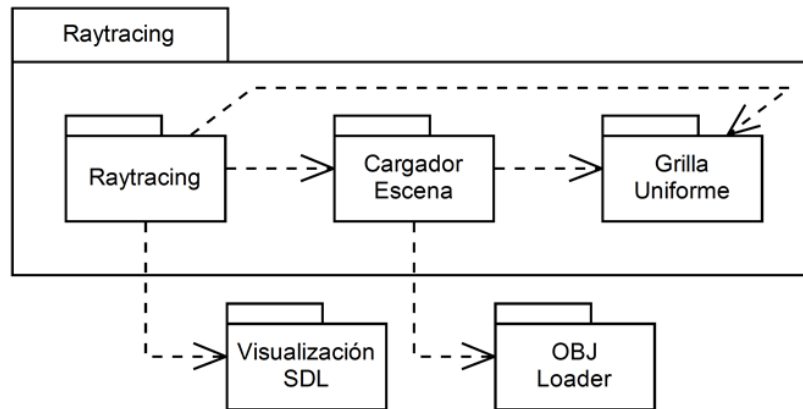 Raytracing
Raytracing
Cargador
Escena
Grilla
Uniforme
Visualización
SDL
OBJ
Loader